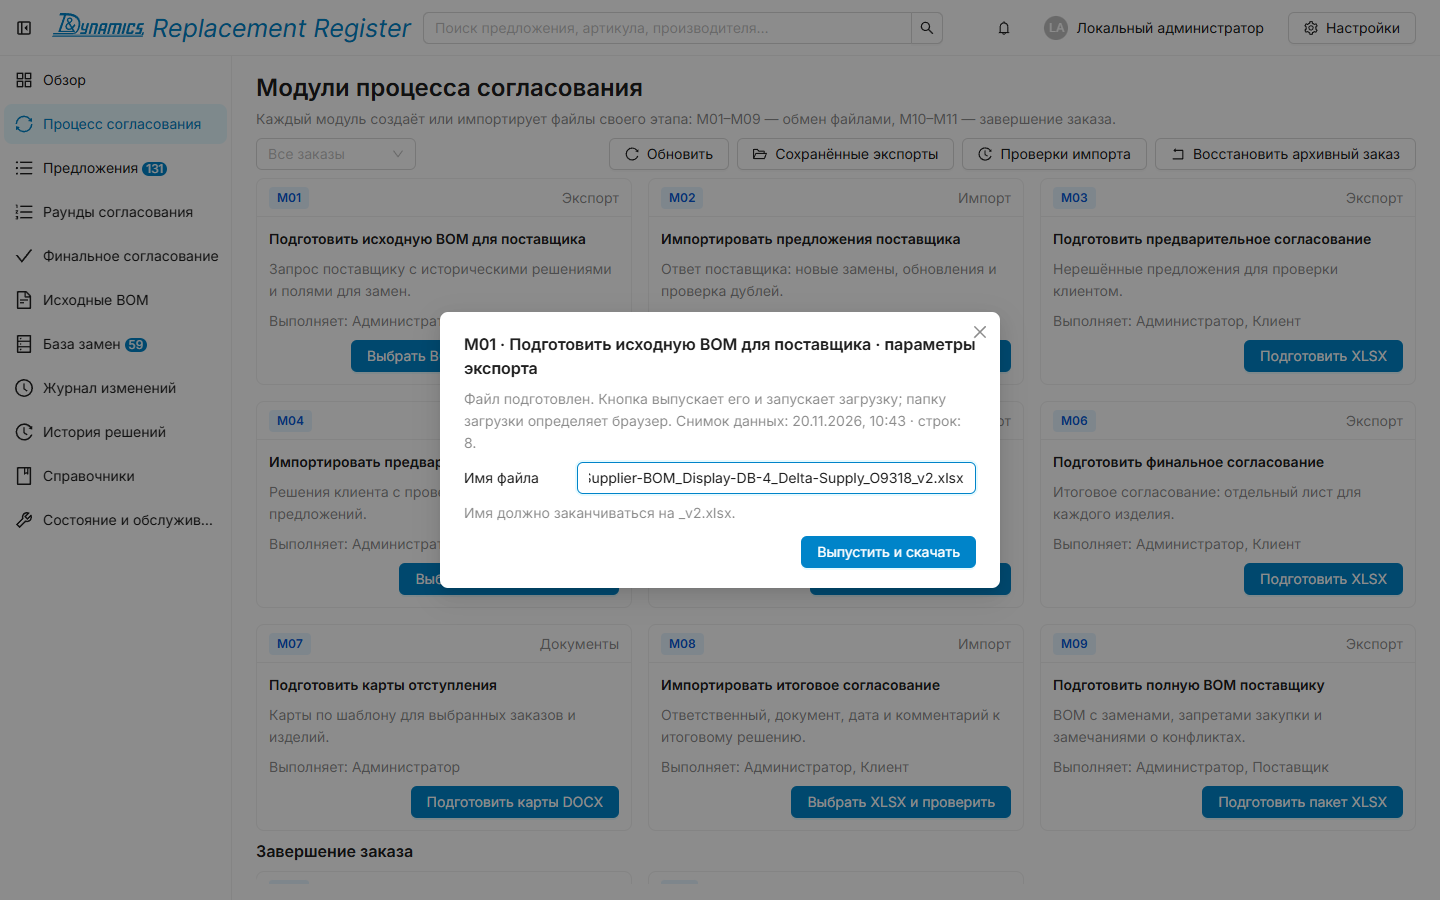 Dynamics Replacement Register
Поиск предложения, артикула, производителя...
LA Локальный администратор
Настройки
Обзор
Процесс согласования
Предложения 131
Раунды согласования
Финальное согласование
Исходные BOM
База замен 59
Журнал изменений
История решений
Справочники
Состояние и обслужив...
Модули процесса согласования
Каждый модуль создаёт или импортирует файлы своего этапа: M01–M09 — обмен файлами, M10–M11 — завершение заказа.
Все заказы
Обновить
Сохранённые экспорты
Проверки импорта
Восстановить архивный заказ
M01 Экспорт
Подготовить исходную BOM для поставщика
Запрос поставщику с историческими решениями
и полями для замен.
Выполняет: Администрат
Выбрать B
M02 Импорт
Импортировать предложения поставщика
Ответ поставщика: новые замены, обновления и
проверка дублей.
M03 Экспорт
Подготовить предварительное согласование
Нерешённые предложения для проверки
клиентом.
Выполняет: Администратор, Клиент
Подготовить XLSX
M01 · Подготовить исходную BOM для поставщика · параметры
экспорта
Файл подготовлен. Кнопка выпускает его и запускает загрузку; папку
загрузки определяет браузер. Снимок данных: 20.11.2026, 10:43 · строк:
8.
Имя файла
Supplier-BOM_Display-DB-4_Delta-Supply_O9318_v2.xlsx
Имя должно заканчиваться на _v2.xlsx.
Выпустить и скачать
M04
Импортировать предвар
Решения клиента с прове
предложений.
Выполняет: Администрат
Выб
M06 Экспорт
Подготовить финальное согласование
Итоговое согласование: отдельный лист для
каждого изделия.
Выполняет: Администратор, Клиент
Подготовить XLSX
M07 Документы
Подготовить карты отступления
Карты по шаблону для выбранных заказов и
изделий.
Выполняет: Администратор
Подготовить карты DOCX
M08 Импорт
Импортировать итоговое согласование
Ответственный, документ, дата и комментарий к
итоговому решению.
Выполняет: Администратор, Клиент
Выбрать XLSX и проверить
M09 Экспорт
Подготовить полную BOM поставщику
BOM с заменами, запретами закупки и
замечаниями о конфликтах.
Выполняет: Администратор, Поставщик
Подготовить пакет XLSX
Завершение заказа